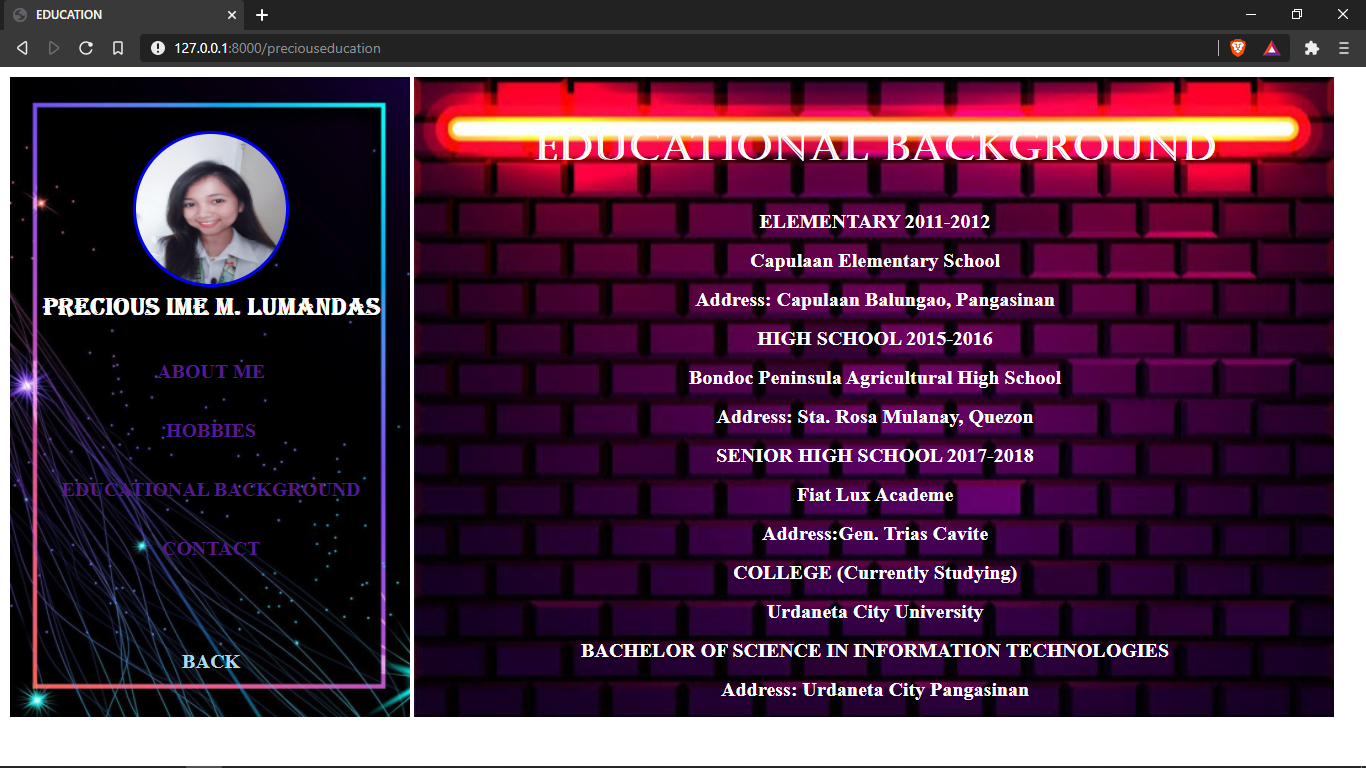 EDUCATION
127.0.0.1:8000/preciouseducation
PRECIOUS IME M. LUMANDAS
.ABOUT ME
:HOBBIES
EDUCATIONAL BACKGROUND
CONTACT
BACK
EDUCATIONAL BACKGROUND
ELEMENTARY 2011-2012
Capulaan Elementary School
Address: Capulaan Balungao, Pangasinan
HIGH SCHOOL 2015-2016
Bondoc Peninsula Agricultural High School
Address: Sta. Rosa Mulanay, Quezon
SENIOR HIGH SCHOOL 2017-2018
Fiat Lux Academe
Address:Gen. Trias Cavite
COLLEGE (Currently Studying)
Urdaneta City University
BACHELOR OF SCIENCE IN INFORMATION TECHNOLOGIES
Address: Urdaneta City Pangasinan